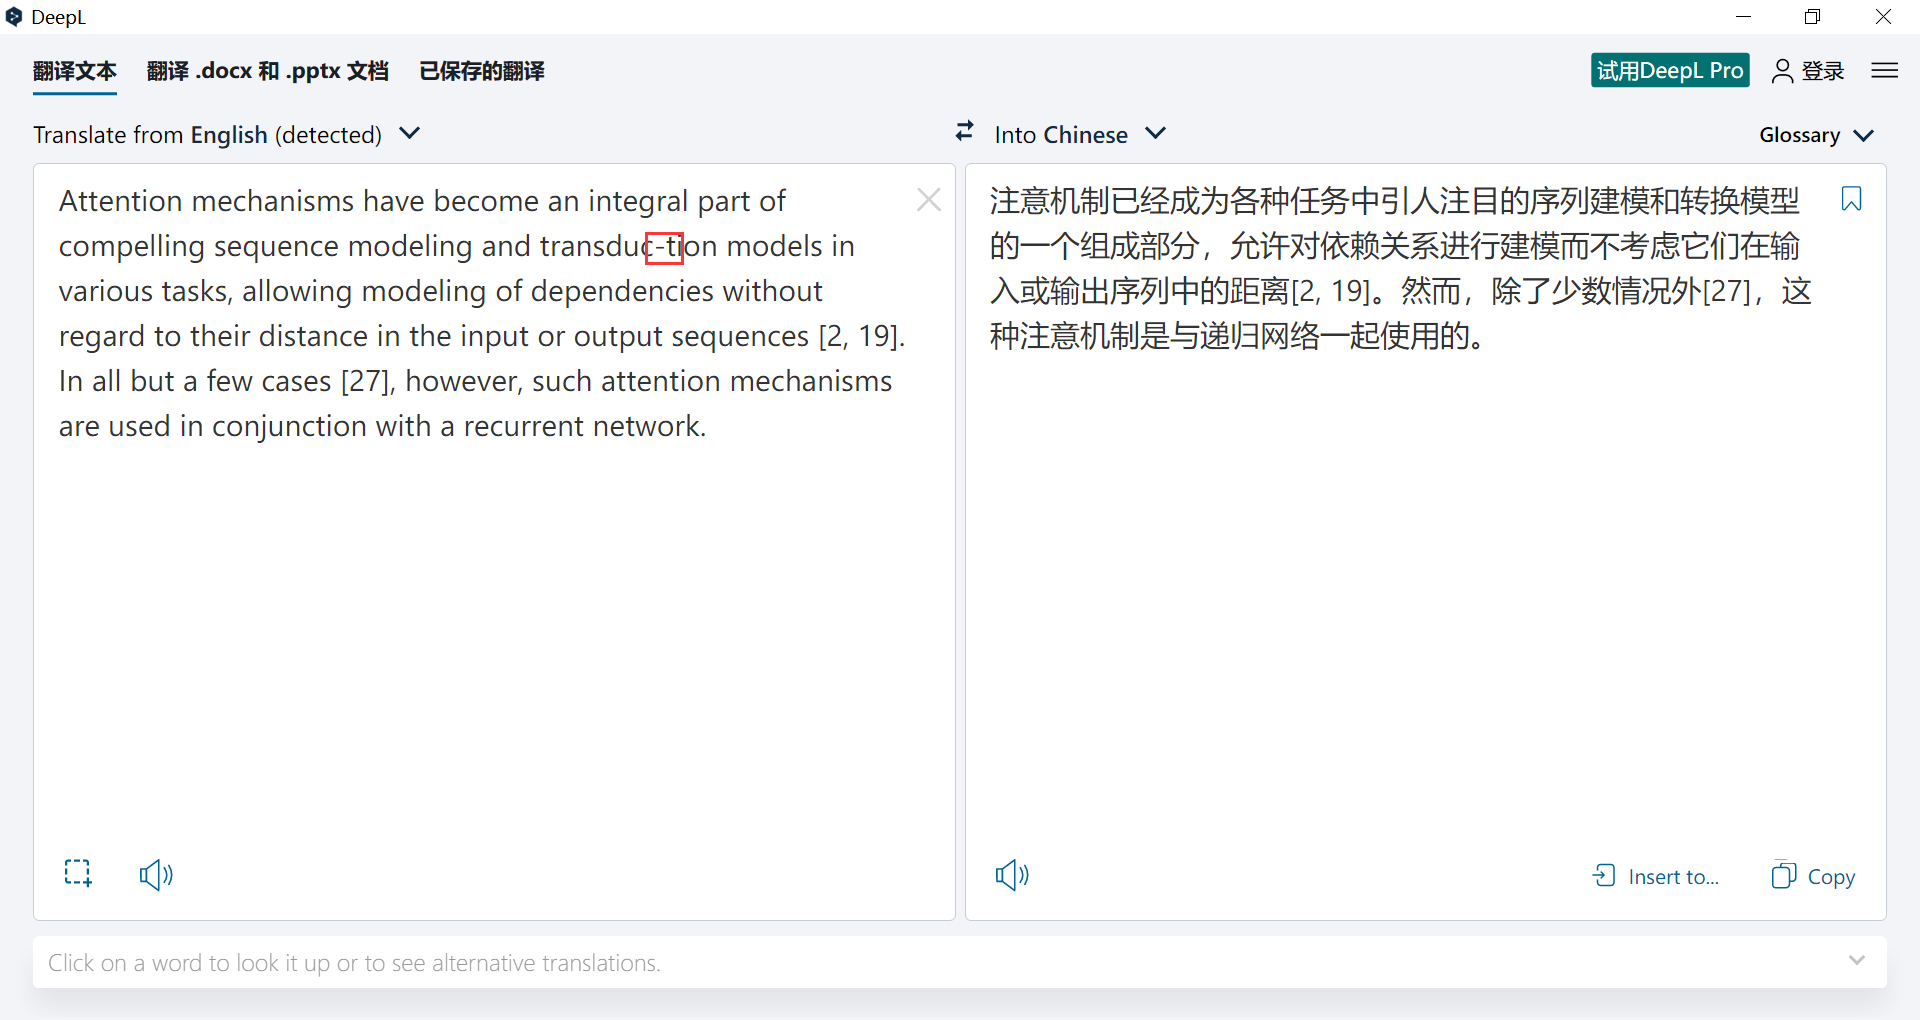 DeepL
翻译文本 翻译 .docx 和 .pptx 文档 已保存的翻译 试用DeepL Pro 登录
Translate from English (detected) Into Chinese Glossary
Attention mechanisms have become an integral part of
compelling sequence modeling and transduc-tion models in
various tasks, allowing modeling of dependencies without
regard to their distance in the input or output sequences [2, 19].
In all but a few cases [27], however, such attention mechanisms
are used in conjunction with a recurrent network.
注意机制已经成为各种任务中引人注目的序列建模和转换模型
的一个组成部分，允许对依赖关系进行建模而不考虑它们在输
入或输出序列中的距离[2, 19]。然而，除了少数情况外[27]，这
种注意机制是与递归网络一起使用的。
Insert to... Copy
Click on a word to look it up or to see alternative translations.